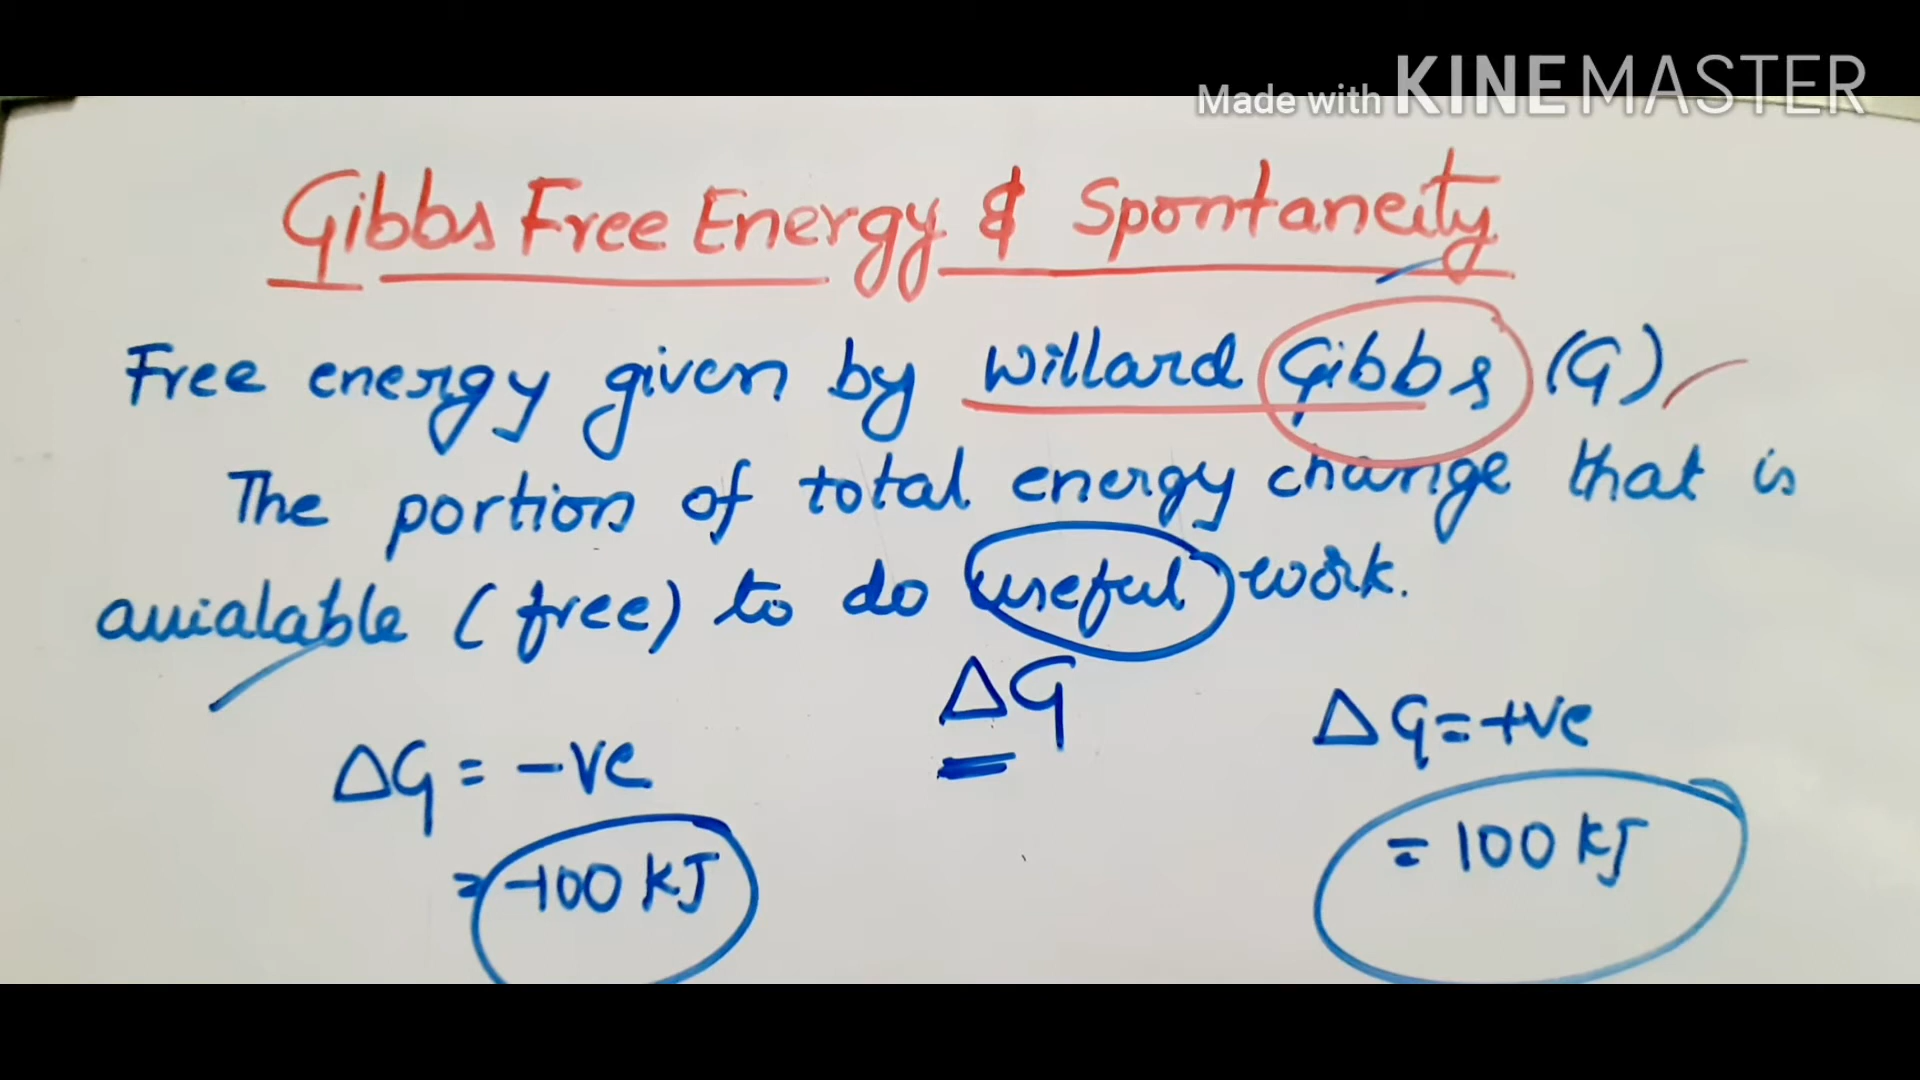 Made with KINEMASTER
Gibbs Free Energy & Spontaneity
Free energy given by Willard Gibbs (G)
The portion of total energy change that is
avialable (free) to do useful work.
ΔG
ΔG = -ve
ΔG = +ve
= -100 KJ
= 100 KJ